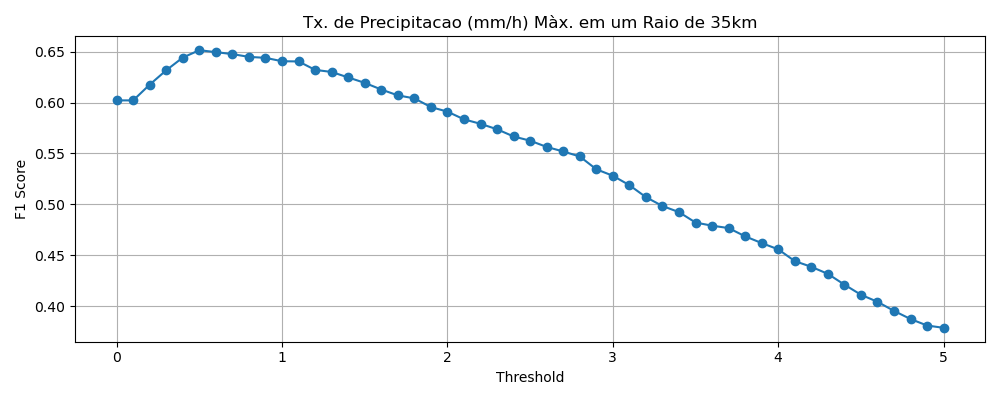 Tx. de Precipitacao (mm/h) Màx. em um Raio de 35km
F1 Score
0.65
0.60
0.55
0.50
0.45
0.40
0 1 2 3 4 5
Threshold